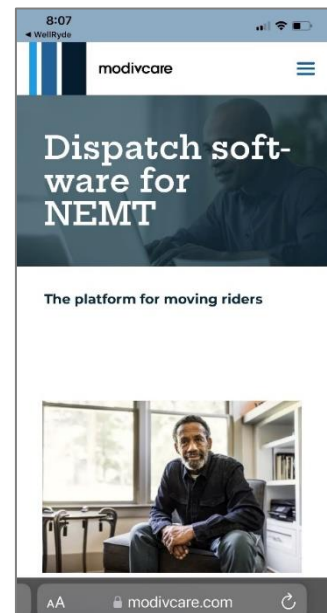 8:07
◄ WellRyde
modivcare
Dispatch soft-
ware for
NEMT
The platform for moving riders
AA modivcare.com